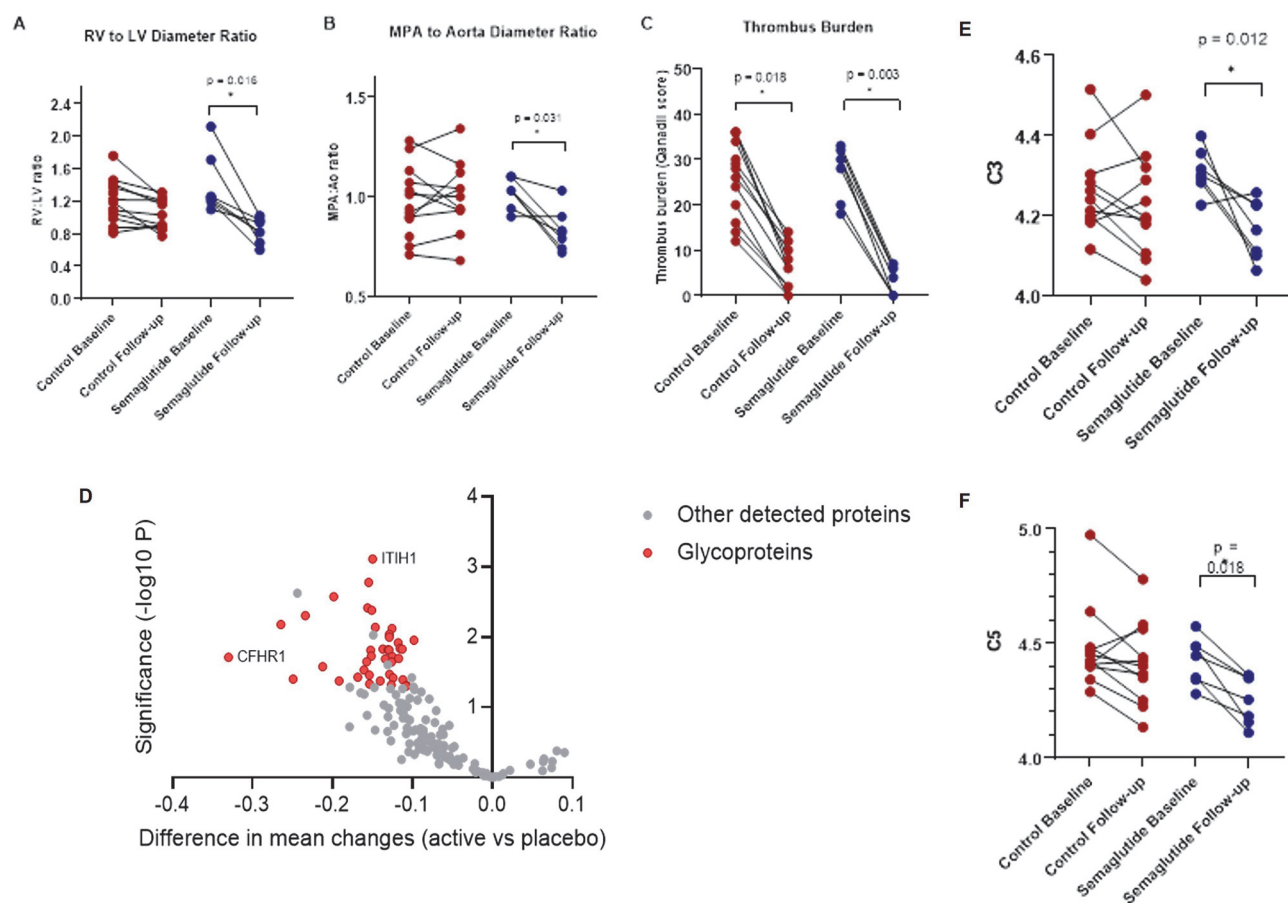 A
RV to LV Diameter Ratio
p = 0.016
*
2.4
2.0
1.6
1.2
0.8
0.4
0.0
RV:LV ratio
Control Baseline
Control Follow-up
Semaglutide Baseline
Semaglutide Follow-up
B
MPA to Aorta Diameter Ratio
p = 0.031
*
1.5
1.0
0.5
MPA:Ao ratio
Control Baseline
Control Follow-up
Semaglutide Baseline
Semaglutide Follow-up
C
Thrombus Burden
p = 0.018
*
p = 0.003
*
50
40
30
20
10
0
Thrombus burden (Qanadli score)
Control Baseline
Control Follow-up
Semaglutide Baseline
Semaglutide Follow-up
E
p = 0.012
*
4.6
4.4
4.2
4.0
C3
Control Baseline
Control Follow-up
Semaglutide Baseline
Semaglutide Follow-up
D
4
3
2
1
Significance (-log10 P)
ITIH1
CFHR1
-0.4
-0.3
-0.2
-0.1
0.0
0.1
Difference in mean changes (active vs placebo)
Other detected proteins
Glycoproteins
F
p =
*
0.018
5.0
4.5
4.0
C5
Control Baseline
Control Follow-up
Semaglutide Baseline
Semaglutide Follow-up